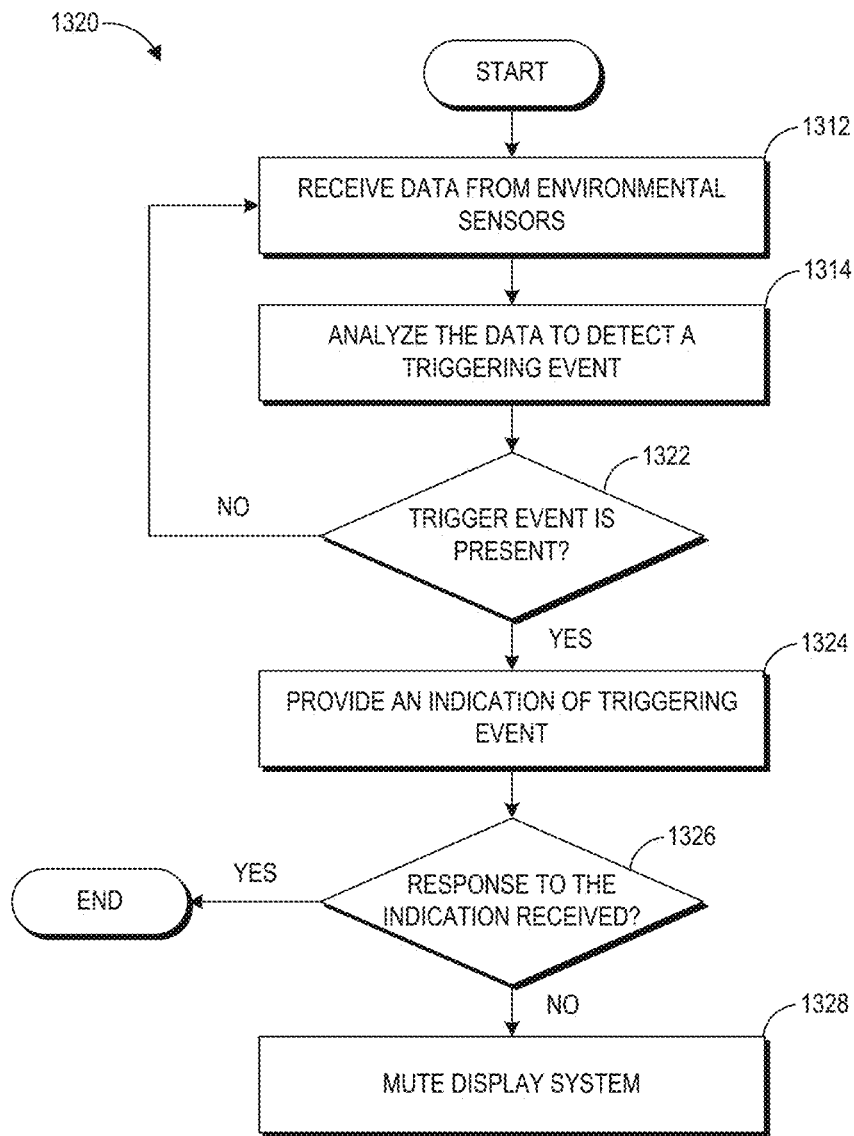 1320
START
1312
RECEIVE DATA FROM ENVIRONMENTAL
SENSORS
1314
ANALYZE THE DATA TO DETECT A
TRIGGERING EVENT
1322
NO
TRIGGER EVENT IS
PRESENT?
YES
1324
PROVIDE AN INDICATION OF TRIGGERING
EVENT
1326
YES
END
RESPONSE TO THE
INDICATION RECEIVED?
NO
1328
MUTE DISPLAY SYSTEM